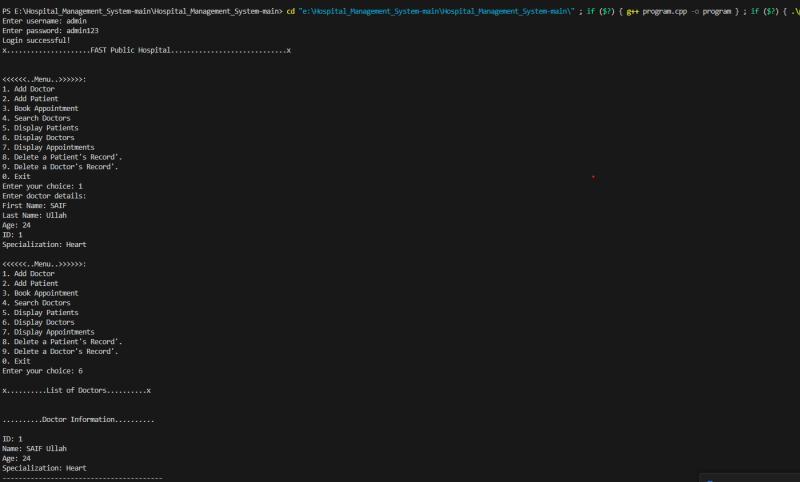 PS E:\Hospital_Management_System-main\Hospital_Management_System-main> cd "e:\Hospital_Management_System-main\Hospital_Management_System-main\" ; if ($?) { g++ program.cpp -o program } ; if ($?) { .\
Enter username: admin
Enter password: admin123
Login successful!
x.....................FAST Public Hospital.............................x
<<<<<<..Menu..>>>>>>:
1. Add Doctor
2. Add Patient
3. Book Appointment
4. Search Doctors
5. Display Patients
6. Display Doctors
7. Display Appointments
8. Delete a Patient's Record'.
9. Delete a Doctor's Record'.
0. Exit
Enter your choice: 1
Enter doctor details:
First Name: SAIF
Last Name: Ullah
Age: 24
ID: 1
Specialization: Heart
<<<<<<..Menu..>>>>>>:
1. Add Doctor
2. Add Patient
3. Book Appointment
4. Search Doctors
5. Display Patients
6. Display Doctors
7. Display Appointments
8. Delete a Patient's Record'.
9. Delete a Doctor's Record'.
0. Exit
Enter your choice: 6
x..........List of Doctors..........x
..........Doctor Information..........
ID: 1
Name: SAIF Ullah
Age: 24
Specialization: Heart
----------------------------------------